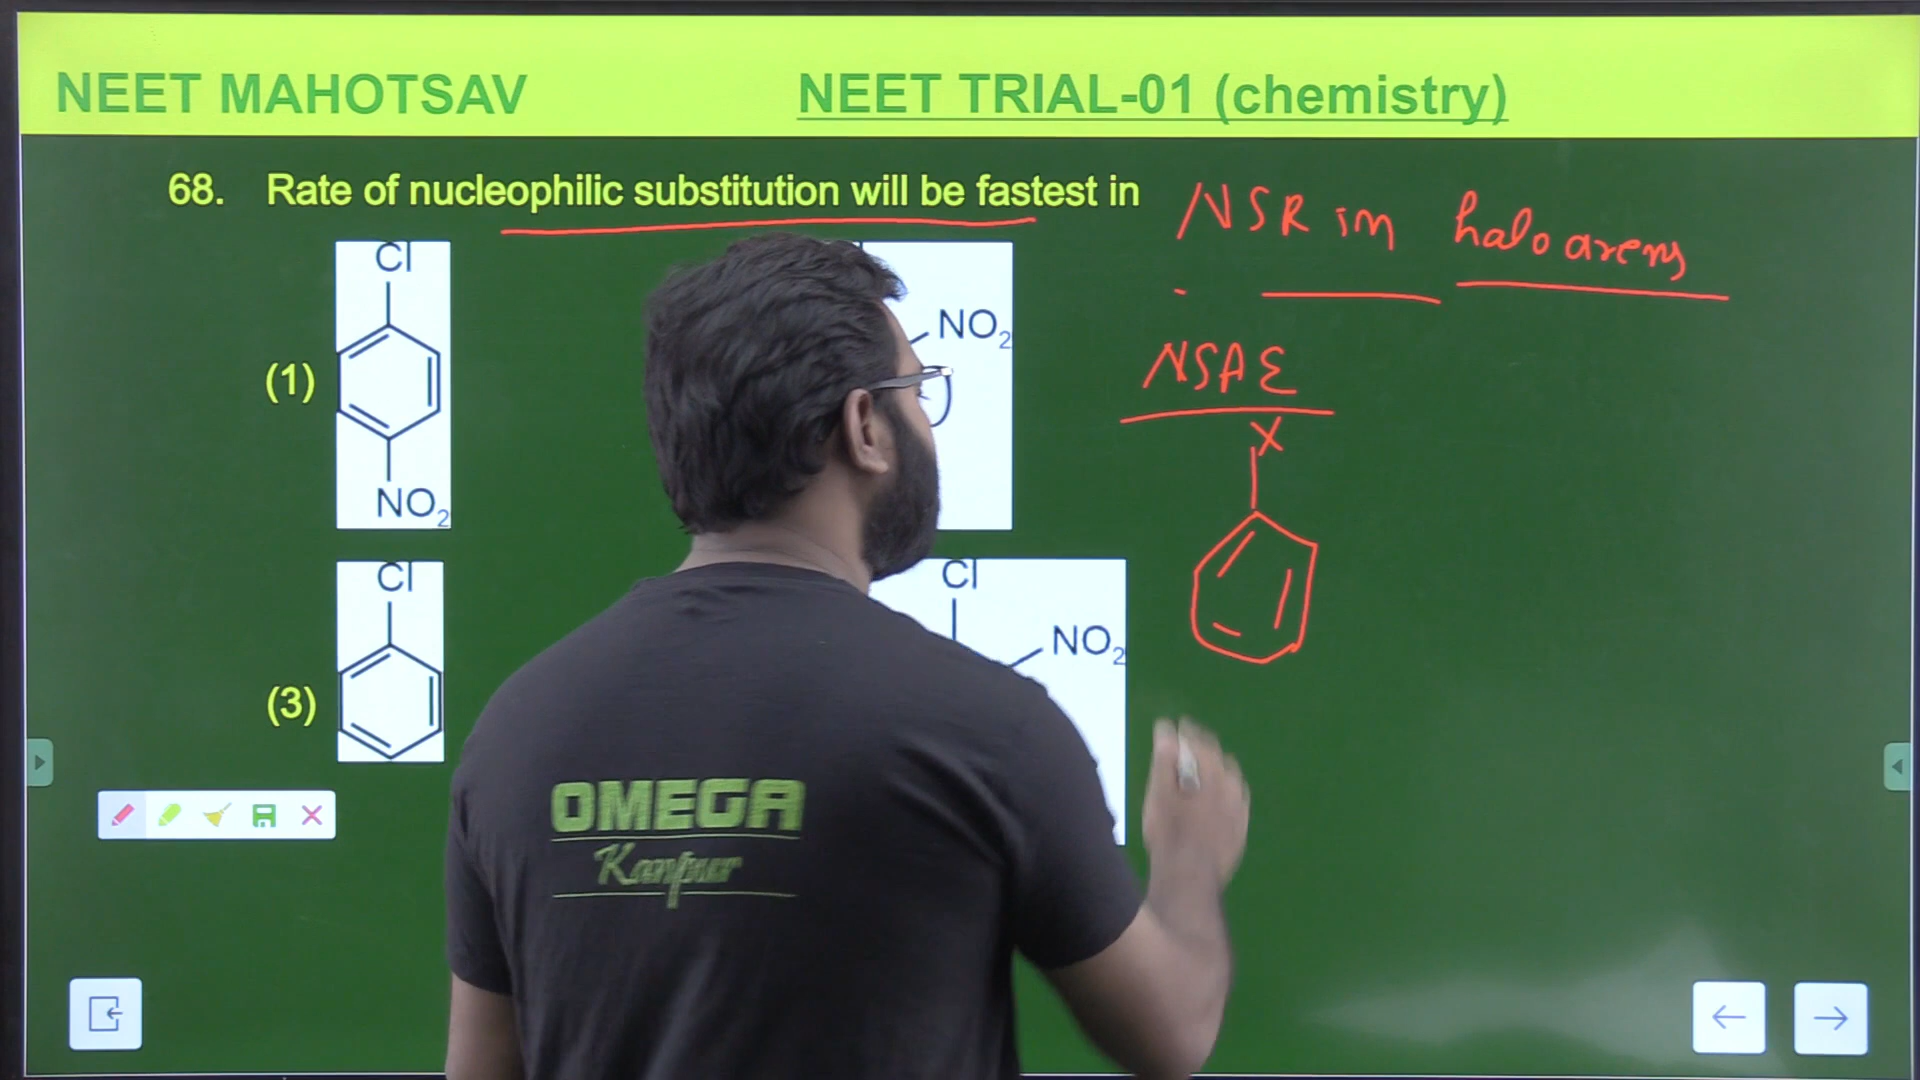 NEET MAHOTSAV
NEET TRIAL-01 (chemistry)
68. Rate of nucleophilic substitution will be fastest in
NSR in haloarens
(1)
Cl
NO2
NO2
NSAE
X
(3)
Cl
Cl
NO2
OMEGA
Kanpur